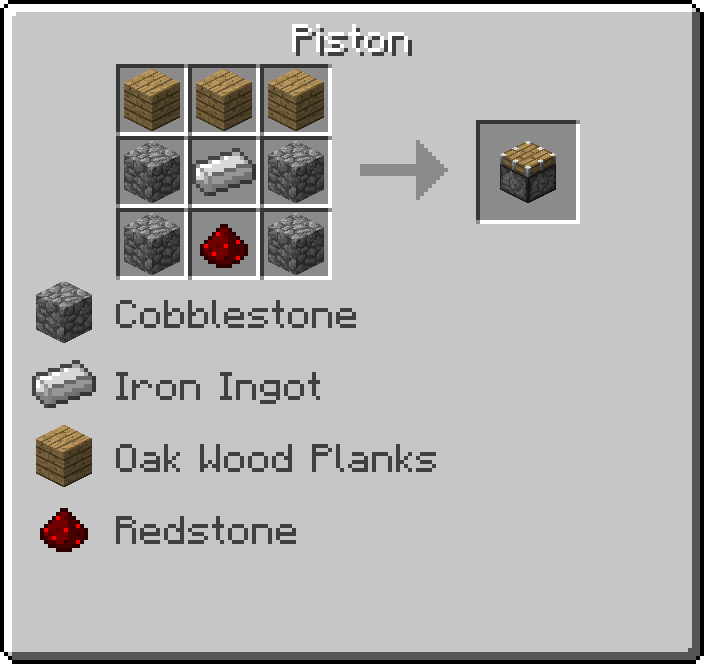 Piston
Cobblestone
Iron Ingot
Oak Wood Planks
Redstone